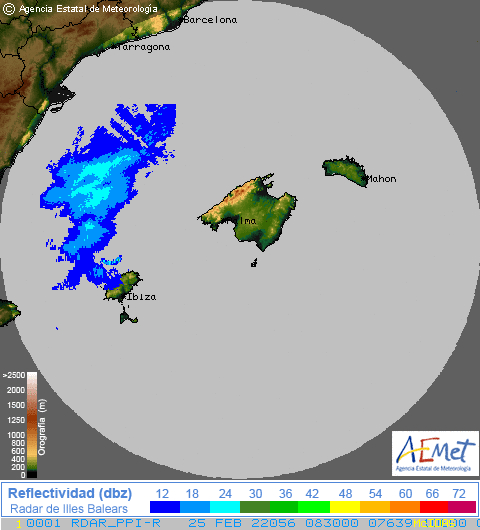 © Agencia Estatal de Meteorología
Barcelona
Tarragona
Mahon
lma
Ibiza
>2500
2000
1500
1000
800
600
400
200
0
Orografía (m)
AEMet
Agencia Estatal de Meteorología
Reflectividad (dbz)
Radar de Illes Balears
12 18 24 30 36 42 48 54 60 66 72
1 0001 RDAR_PPI-R 25 FEB 22056 083000 07639